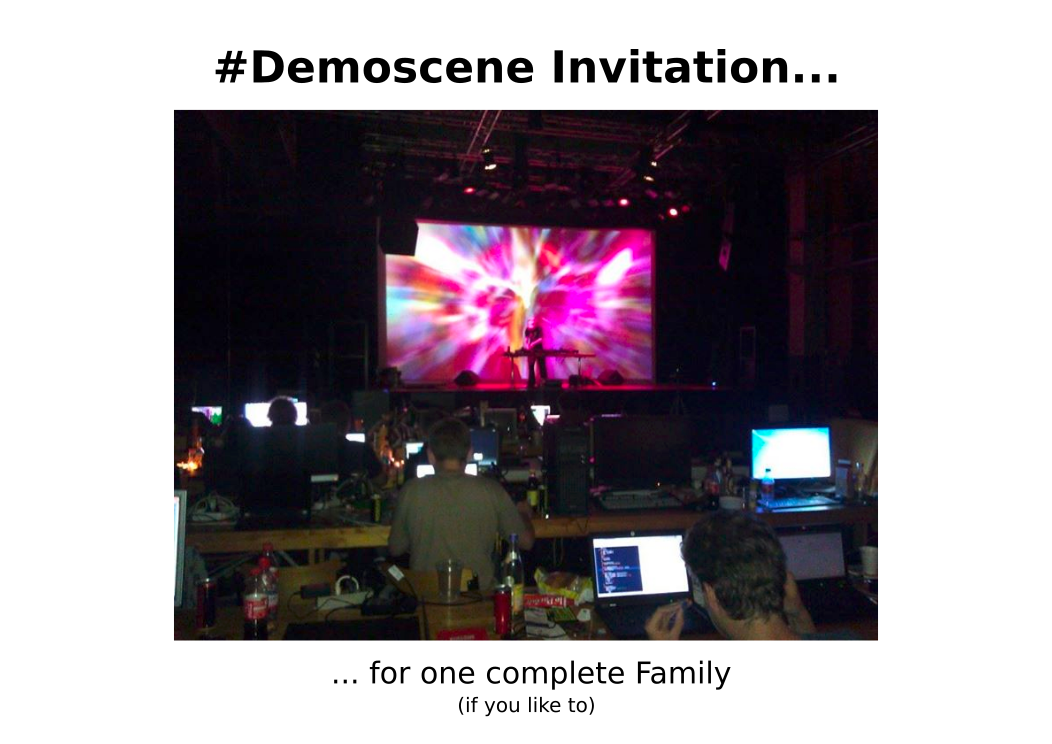 #Demoscene Invitation...
... for one complete Family
(if you like to)